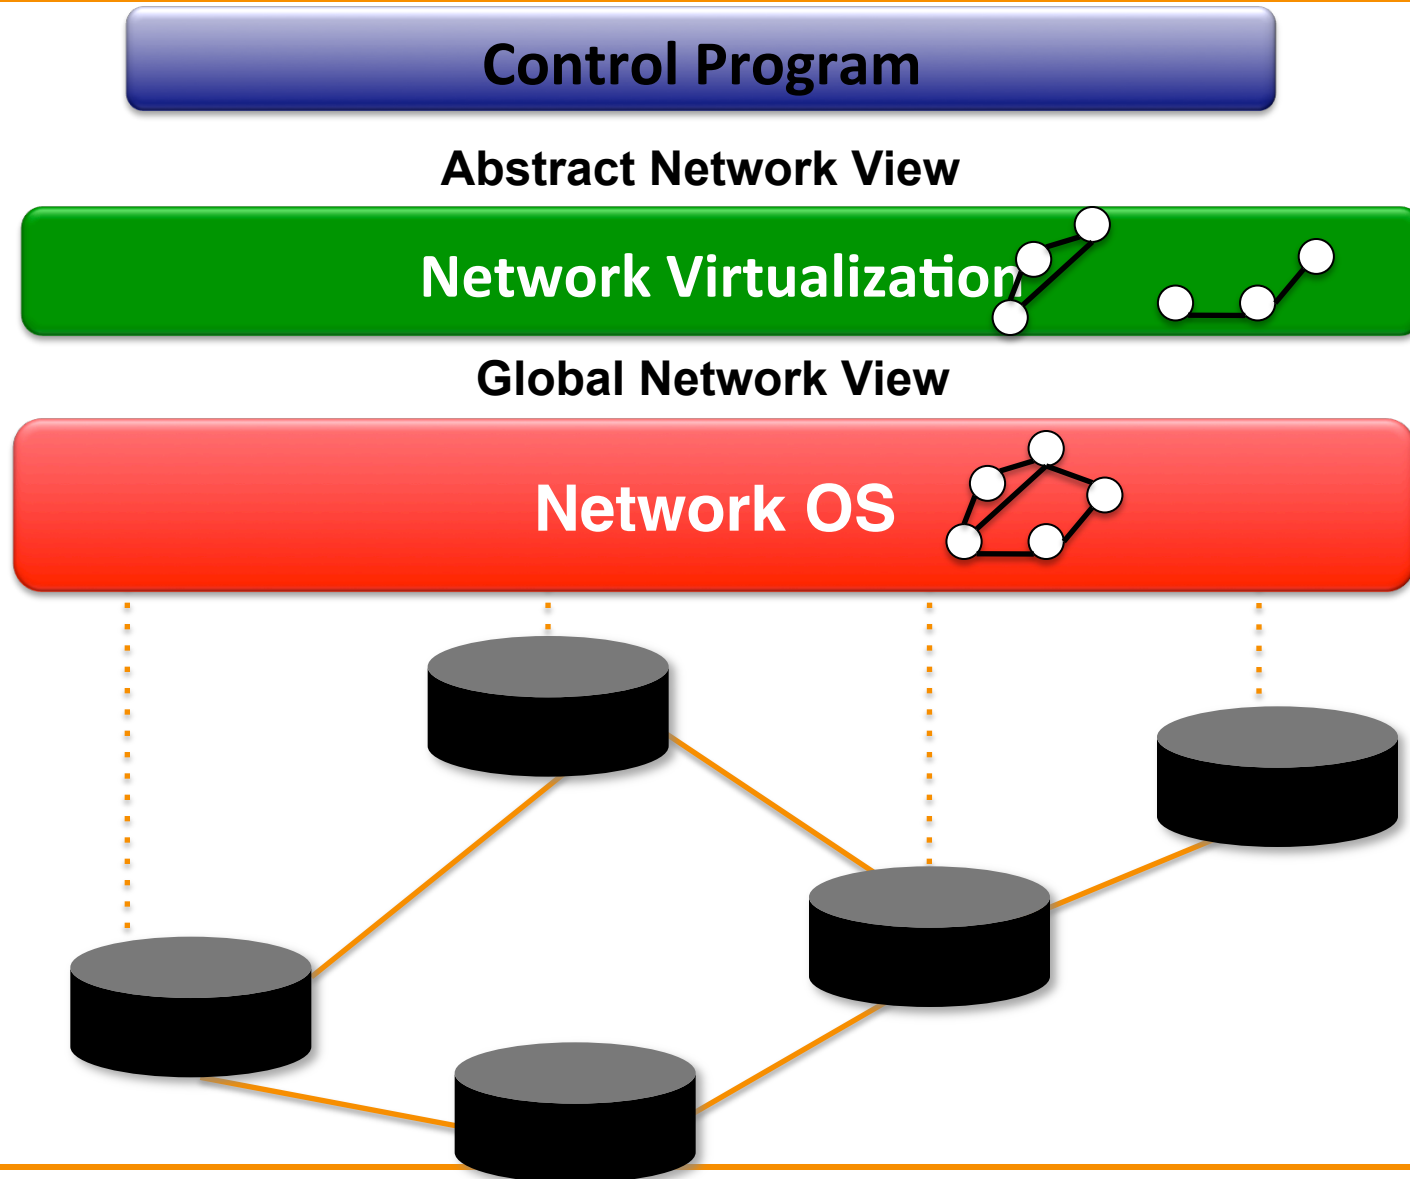 Control Program
Abstract Network View
Network Virtualization
Global Network View
Network OS